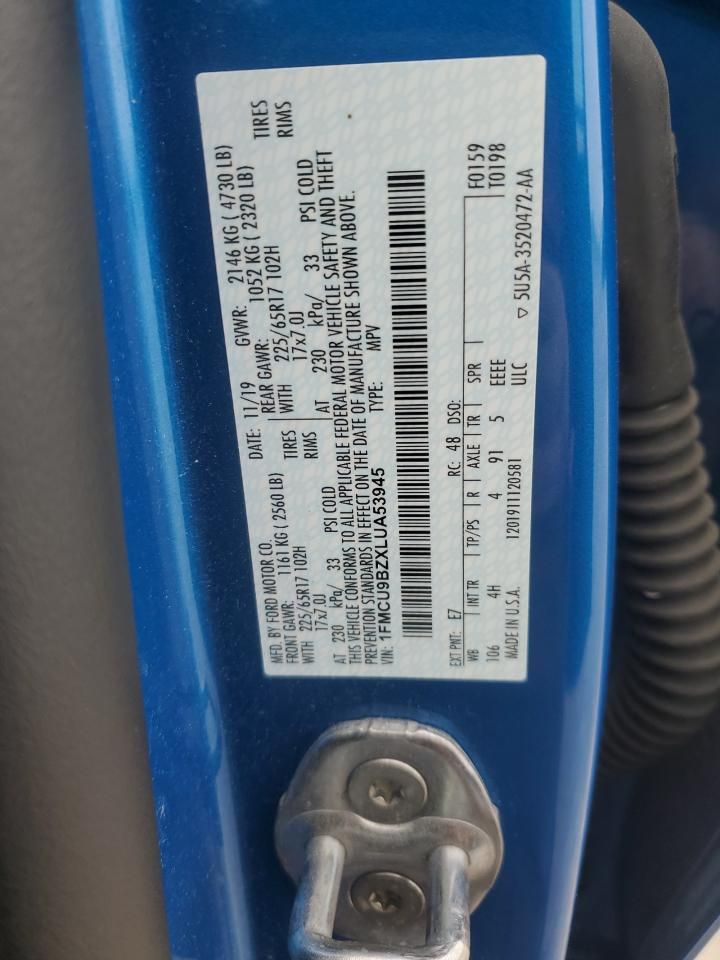 MFD. BY FORD MOTOR CO.
DATE: 11/19 GVWR: 2146 KG ( 4730 LB)
FRONT GAWR: 1161 KG ( 2560 LB) REAR GAWR: 1052 KG ( 2320 LB)
WITH 225/65R17 102H TIRES WITH 225/65R17 102H TIRES
17x7.0J RIMS 17x7.0J RIMS
AT 230 kPa/ 33 PSI COLD AT 230 kPa/ 33 PSI COLD
THIS VEHICLE CONFORMS TO ALL APPLICABLE FEDERAL MOTOR VEHICLE SAFETY AND THEFT
PREVENTION STANDARDS IN EFFECT ON THE DATE OF MANUFACTURE SHOWN ABOVE.
VIN: 1FMCU9BZXLUA53945 TYPE: MPV
EXT PNT: E7 RC: 48 DSO: F0159
WB INT TR TP/PS R AXLE TR SPR T0198
106 4H 4 91 5 EEEE
MADE IN U.S.A. 1201911120581 ULC ▽ 5U5A-3520472-AA